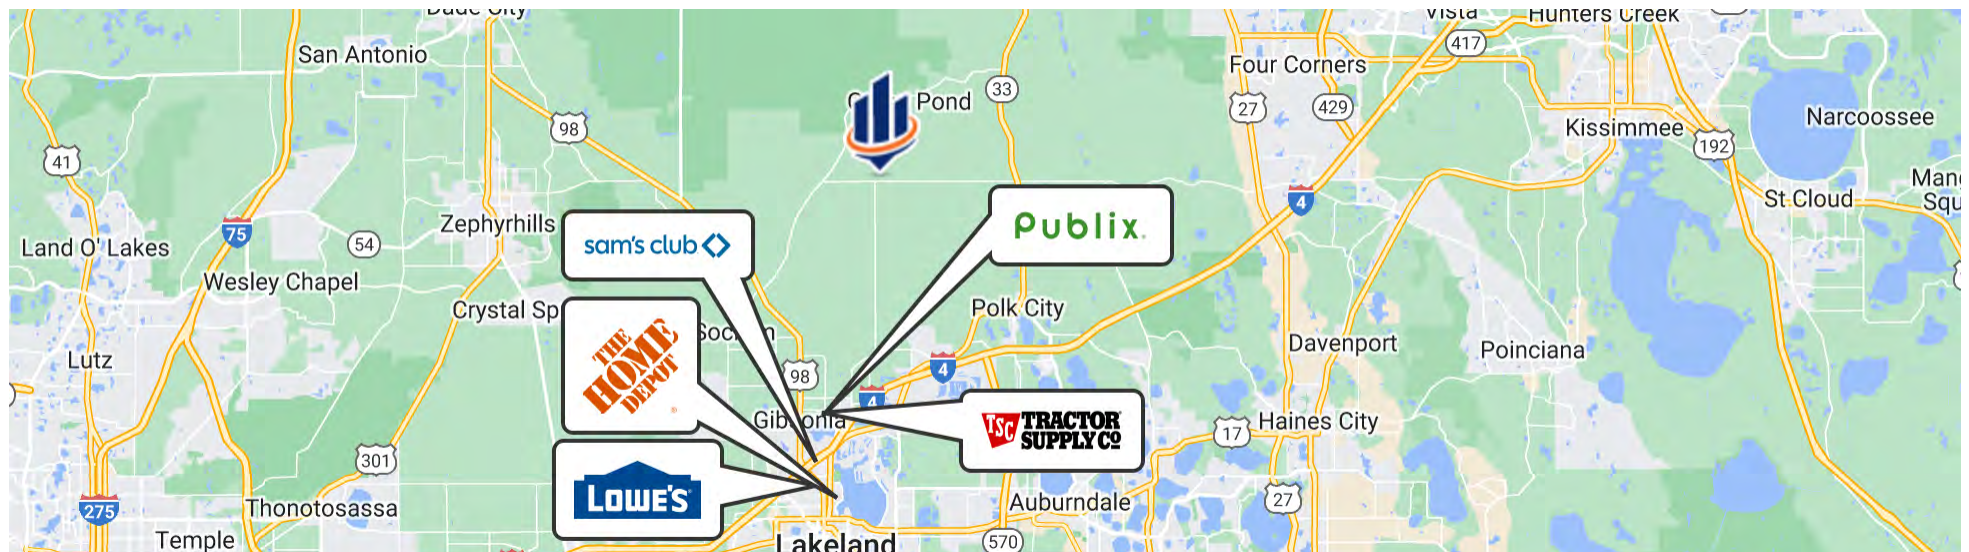 Dade City
Vista
Hunters Creek
San Antonio
417
Four Corners
33
Pond
27
429
98
Narcoossee
Kissimmee
192
41
4
St Cloud
Zephyrhills
sam's club
Publix
75
54
Land O' Lakes
Wesley Chapel
Crystal Sp
Polk City
THE
HOME
DEPOT
Lutz
98
4
4
Davenport
Poinciana
Gibsonia
TSC TRACTOR
SUPPLY CO
17
Haines City
301
LOWE'S
27
275
Thonotosassa
Auburndale
Temple
Lakeland
570